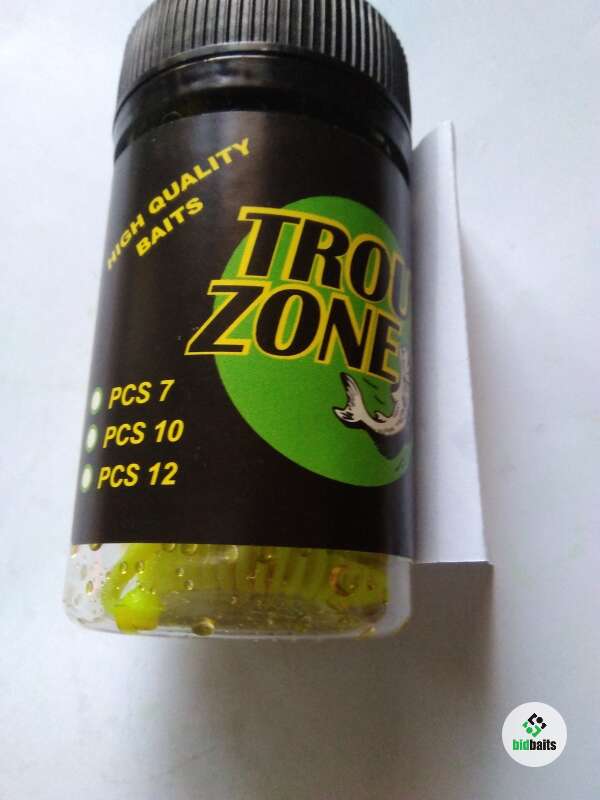 HIGH QUALITY
BAITS
TROU
ZONE
PCS 7
PCS 10
PCS 12
bidbaits